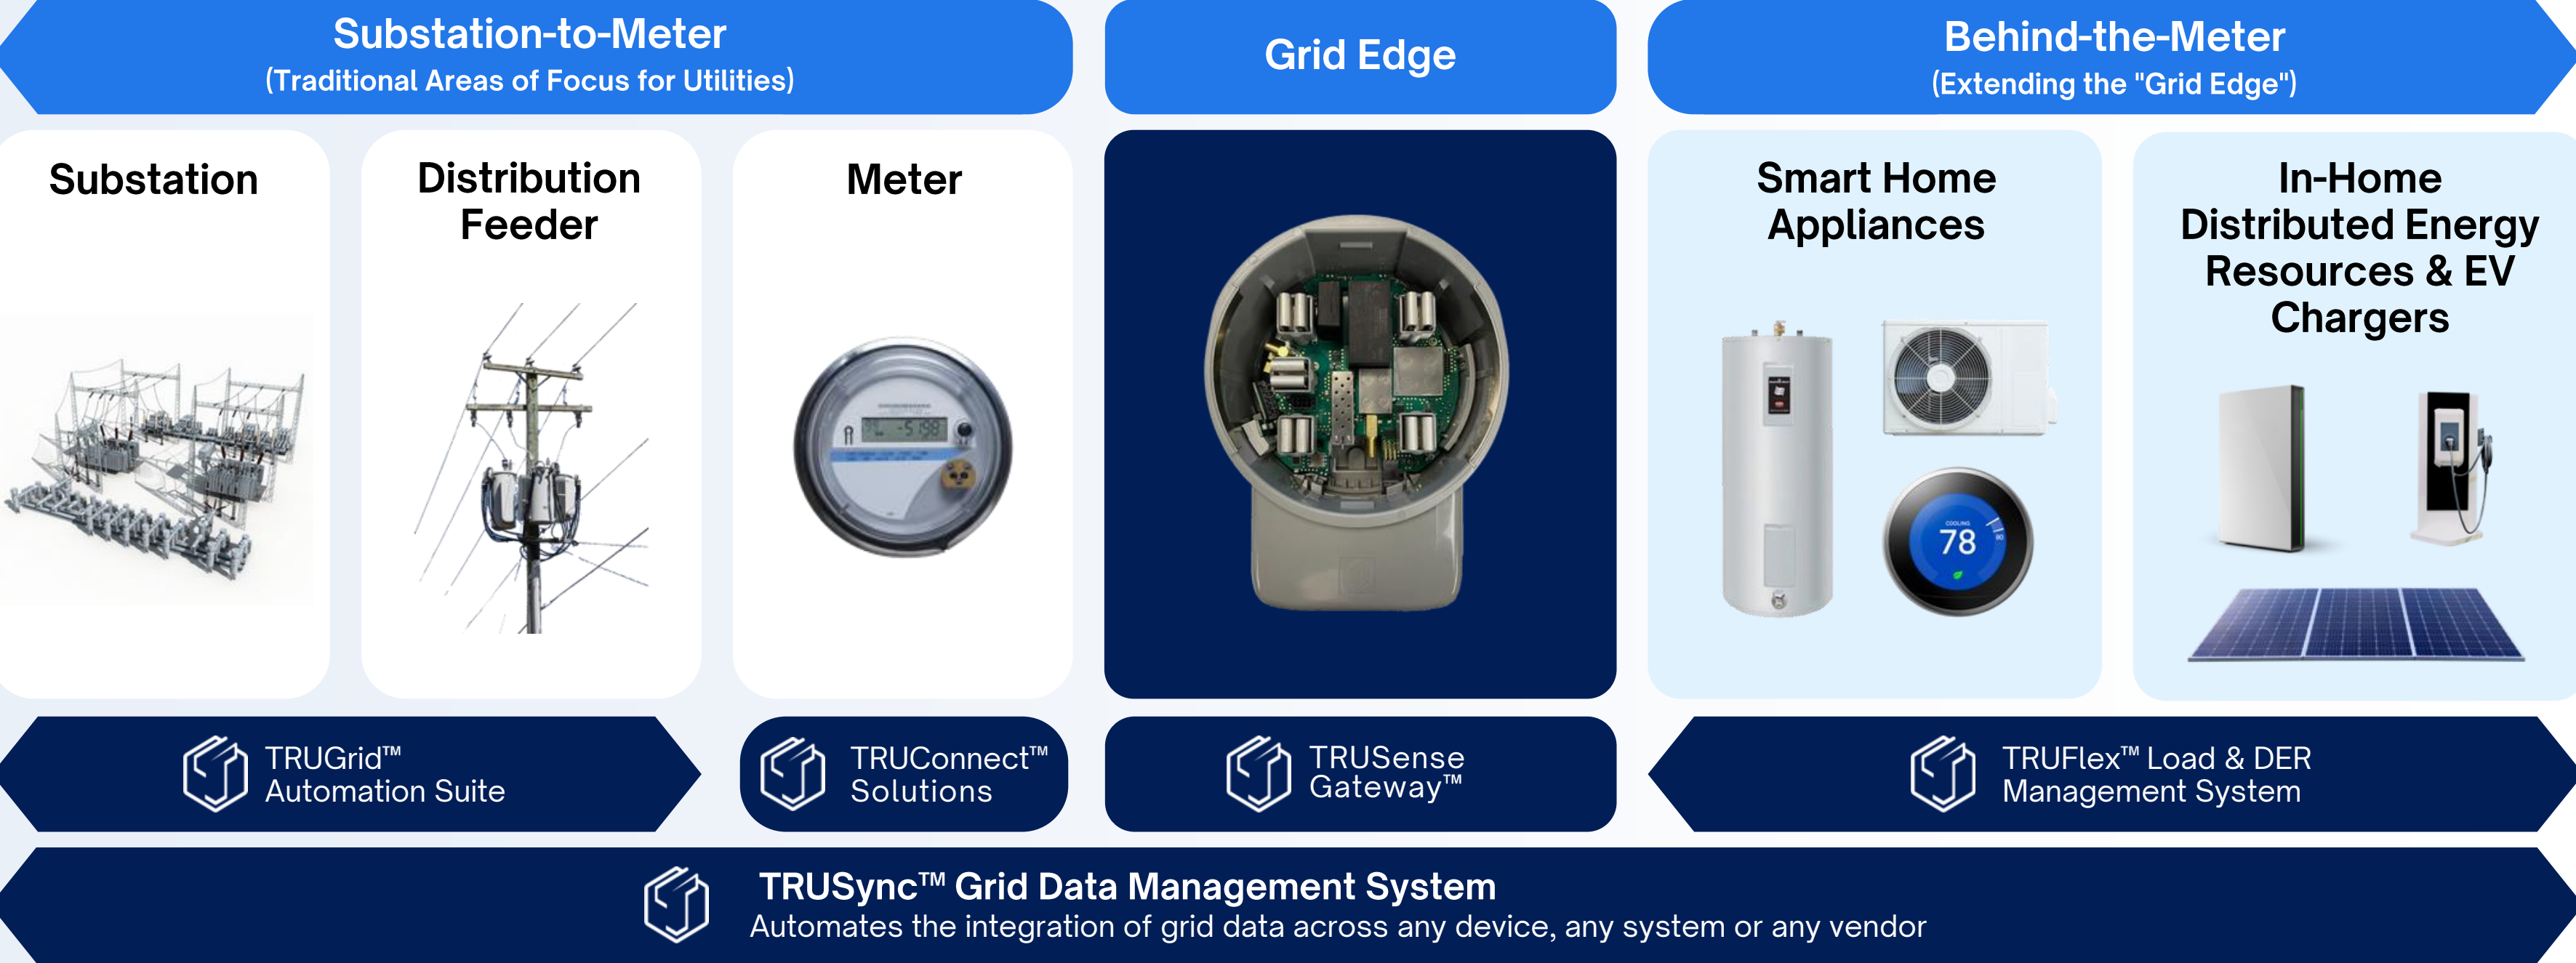 Substation-to-Meter
(Traditional Areas of Focus for Utilities)
Grid Edge
Behind-the-Meter
(Extending the "Grid Edge")
Substation
Distribution
Feeder
Meter
Smart Home
Appliances
In-Home
Distributed Energy
Resources & EV
Chargers
-5198
COOLING
78
80
TRUGrid™
Automation Suite
TRUConnect™
Solutions
TRUSense
Gateway™
TRUFlex™ Load & DER
Management System
TRUSync™ Grid Data Management System
Automates the integration of grid data across any device, any system or any vendor